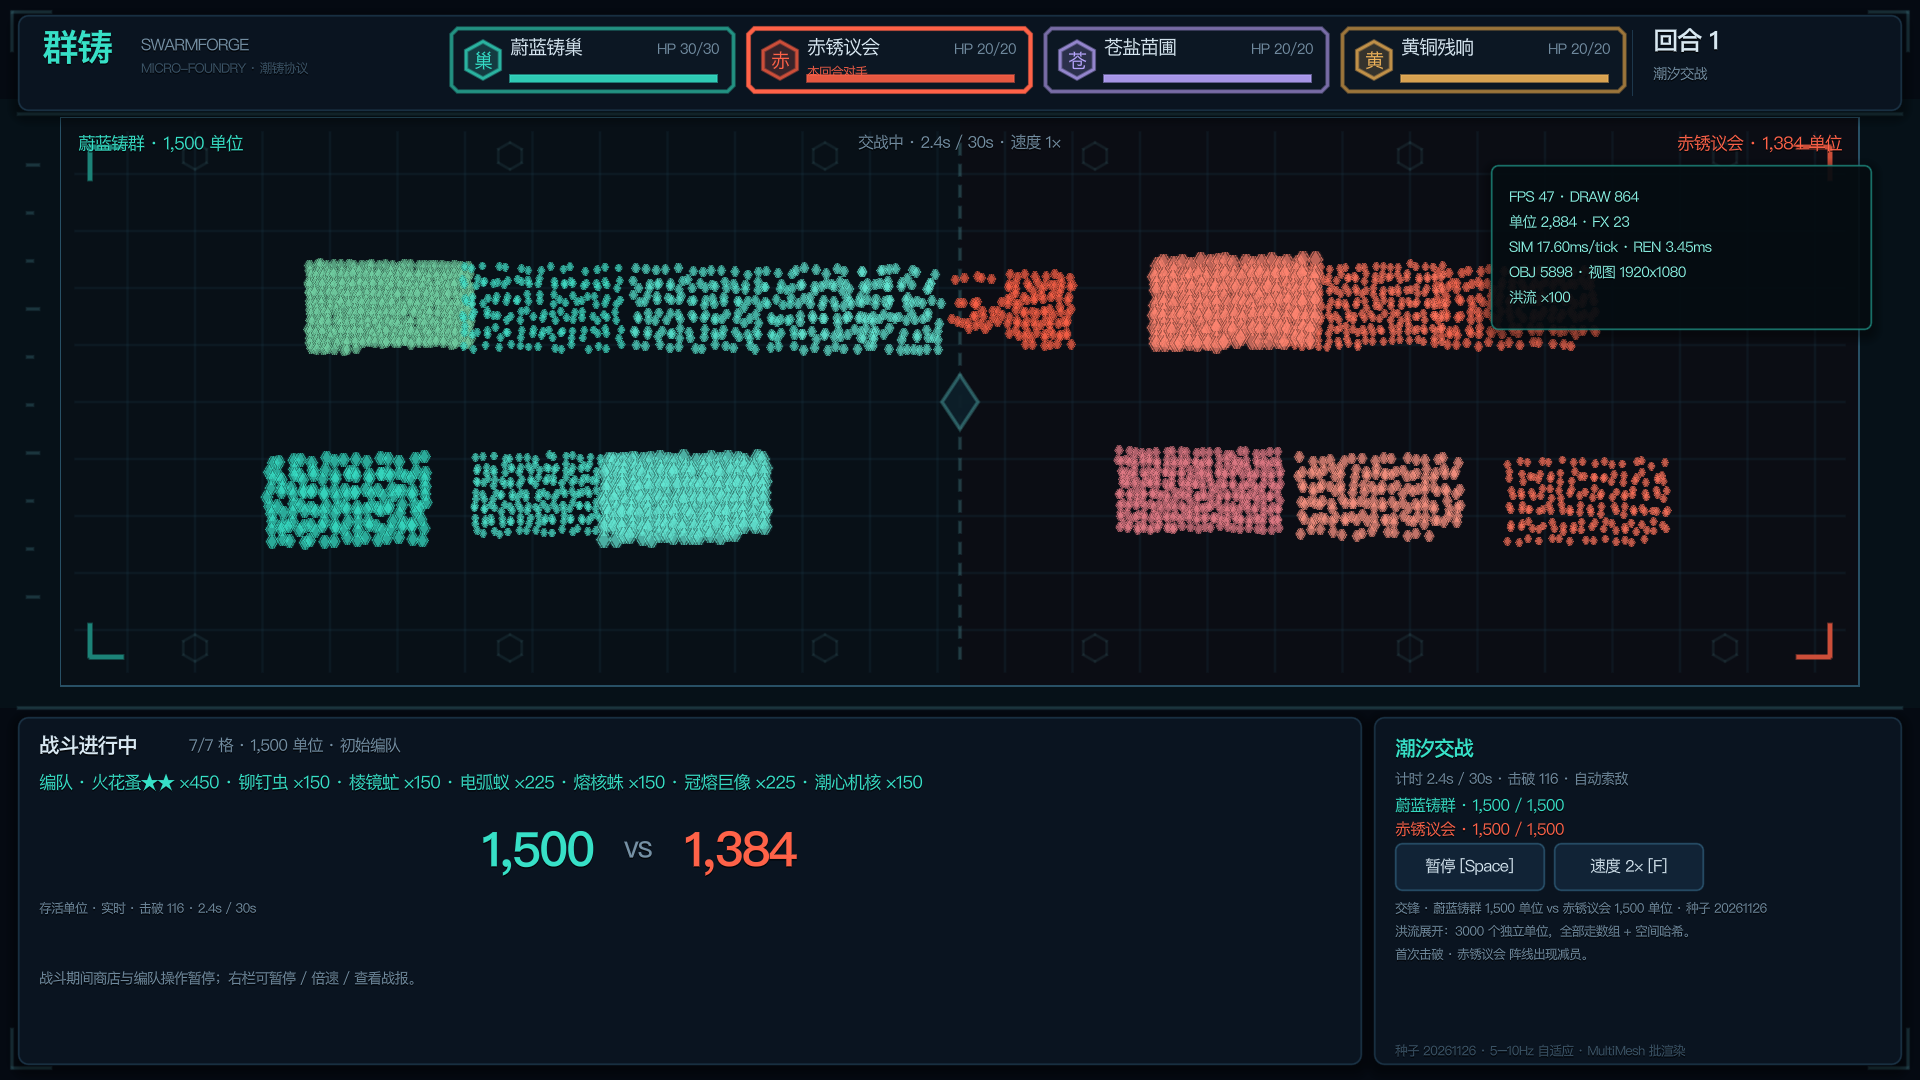 群铸
SWARMFORGE
MICRO-FOUNDRY · 潮铸协议
巢
蔚蓝铸巢
HP 30/30
赤
赤锈议会
HP 20/20
本回合对手
苍
苍盐苗圃
HP 20/20
黄
黄铜残响
HP 20/20
回合 1
潮汐交战
蔚蓝铸群 · 1,500 单位
交战中 · 2.4s / 30s · 速度 1×
赤锈议会 · 1,384 单位
FPS 47 · DRAW 864
单位 2,884 · FX 23
SIM 17.60ms/tick · REN 3.45ms
OBJ 5898 · 视图 1920x1080
洪流 ×100
战斗进行中
7/7 格 · 1,500 单位 · 初始编队
编队 · 火花蚤★★ ×450 · 铆钉虫 ×150 · 棱镜虻 ×150 · 电弧蚁 ×225 · 熔核蛛 ×150 · 冠熔巨像 ×225 · 潮心机核 ×150
1,500 vs 1,384
存活单位 · 实时 · 击破 116 · 2.4s / 30s
战斗期间商店与编队操作暂停；右栏可暂停 / 倍速 / 查看战报。
潮汐交战
计时 2.4s / 30s · 击破 116 · 自动索敌
蔚蓝铸群 · 1,500 / 1,500
赤锈议会 · 1,500 / 1,500
暂停 [Space]
速度 2× [F]
交锋 · 蔚蓝铸群 1,500 单位 vs 赤锈议会 1,500 单位 · 种子 20261126
洪流展开：3000 个独立单位，全部走数组 + 空间哈希。
首次击破 · 赤锈议会 阵线出现减员。
种子 20261126 · 5–10Hz 自适应 · MultiMesh 批渲染